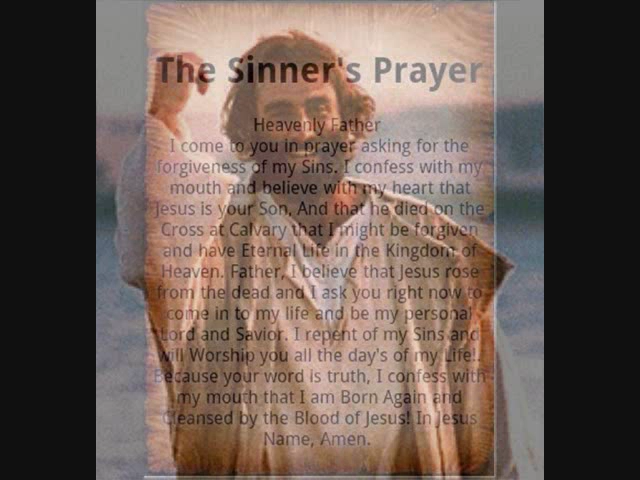 The Sinner's Prayer
Heavenly Father
I come to you in prayer asking for the
forgiveness of my Sins. I confess with my
mouth and believe with my heart that
Jesus is your Son, And that he died on the
Cross at Calvary that I might be forgiven
and have Eternal Life in the Kingdom of
Heaven. Father, I believe that Jesus rose
from the dead and I ask you right now to
come in to my life and be my personal
Lord and Savior. I repent of my Sins and
will Worship you all the day's of my Life!.
Because your word is truth, I confess with
my mouth that I am Born Again and
Cleansed by the Blood of Jesus! In Jesus
Name, Amen.